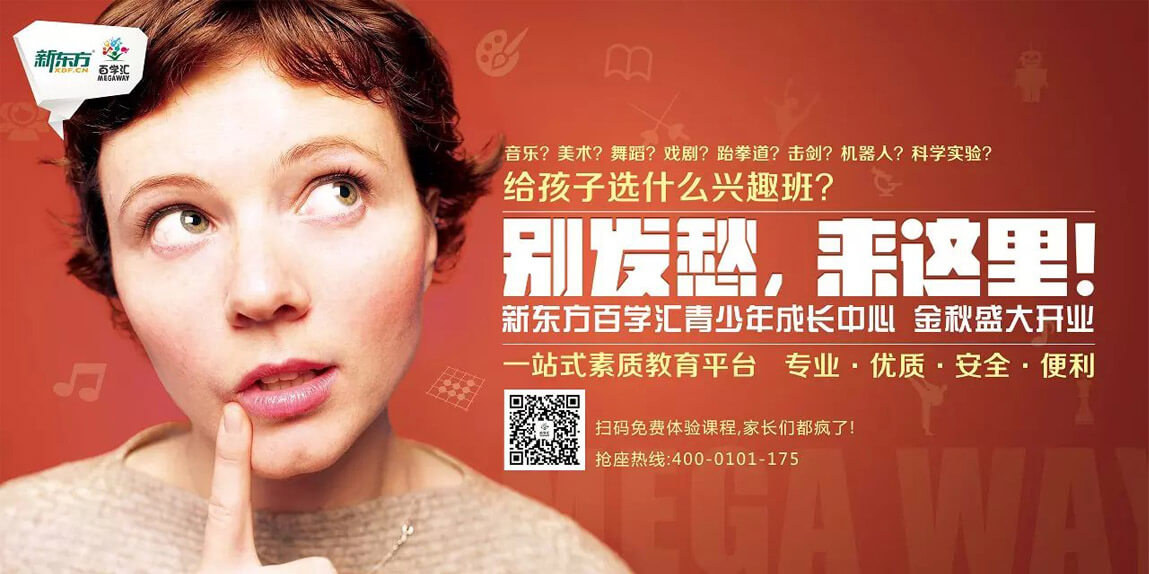 新东方®
XDF.CN
百学汇
MEGAWAY
音乐？美术？舞蹈？戏剧？跆拳道？击剑？机器人？科学实验？
给孩子选什么兴趣班？
别发愁，来这里！
新东方百学汇青少年成长中心 金秋盛大开业
一站式素质教育平台 专业·优质·安全·便利
扫码免费体验课程,家长们都疯了!
抢座热线:400-0101-175
MEGA WAY